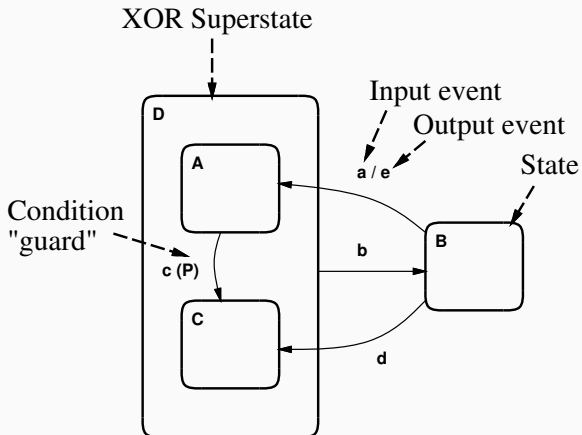 XOR Superstate
Input event
Output event
State
D
A
a / e
B
Condition
"guard"
c (P)
b
C
d